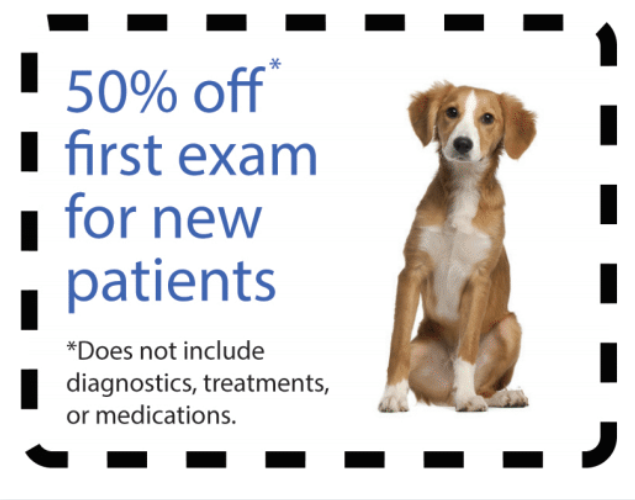 50% off*
first exam
for new
patients
*Does not include
diagnostics, treatments,
or medications.